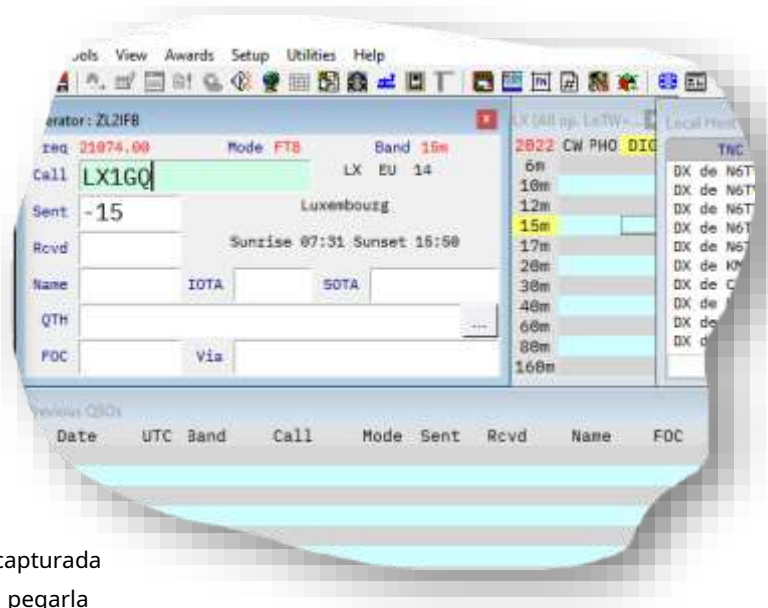 View Awards Setup Utilities Help
: ZL2IFB
21074.00 Mode FT8 Band 15m
Call LX1GQ LX EU 14
Sent -15 Luxembourg
Rcvd Sunrise 07:31 Sunset 16:50
Name IOTA SOTA
QTH ...
FOC Via
2022 CW PHO DIG
6m
10m
12m
15m
17m
20m
30m
40m
60m
80m
160m
Local Host
TNC
DX de N6T
DX de N6T
DX de N6T
DX de N6T
DX de N6T
DX de KM
DX de C
DX de
DX de
DX d
Previous QSOs
Date UTC Band Call Mode Sent Rcvd Name FOC
capturada
pegarla